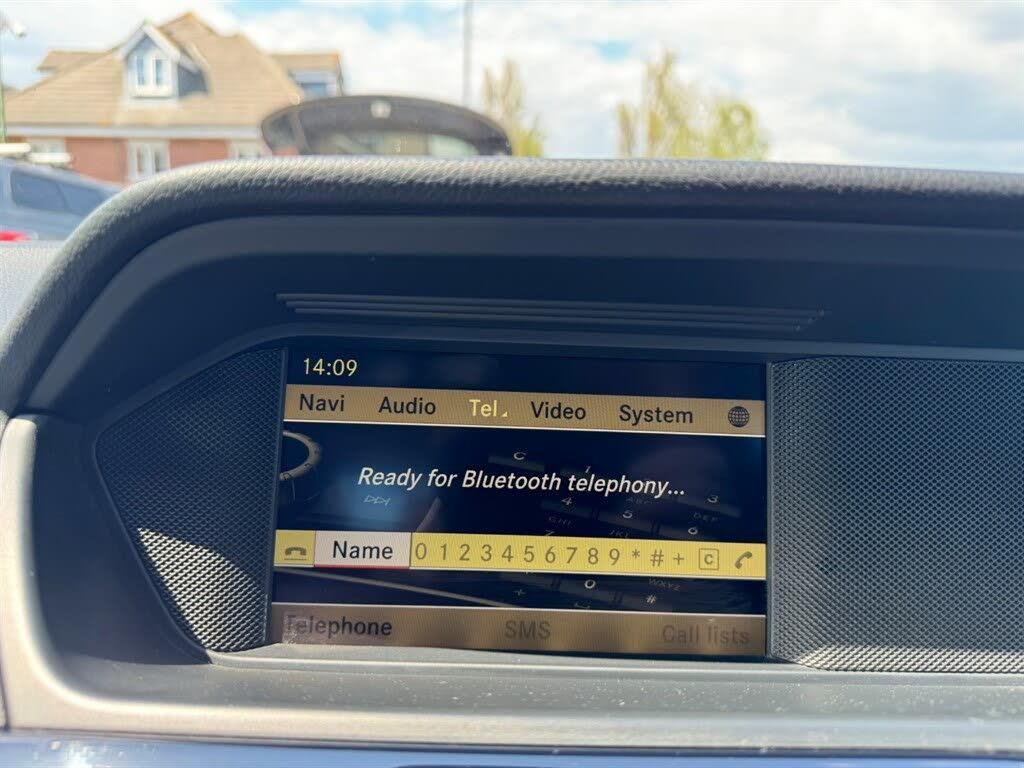 14:09
Navi Audio Tel Video System
Ready for Bluetooth telephony...
Name 0 1 2 3 4 5 6 7 8 9 * # + C
Telephone SMS Call lists